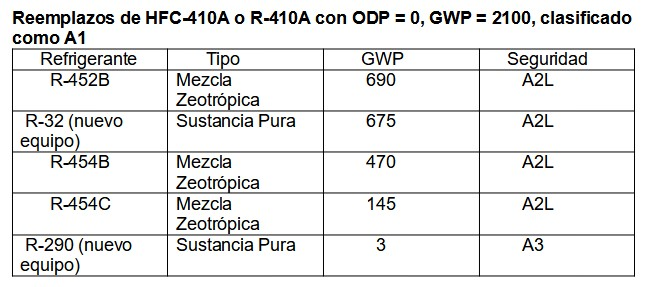 Reemplazos de HFC-410A o R-410A con ODP = 0, GWP = 2100, clasificado
como A1
Refrigerante Tipo GWP Seguridad
R-452B Mezcla Zeotrópica 690 A2L
R-32 (nuevo equipo) Sustancia Pura 675 A2L
R-454B Mezcla Zeotrópica 470 A2L
R-454C Mezcla Zeotrópica 145 A2L
R-290 (nuevo equipo) Sustancia Pura 3 A3